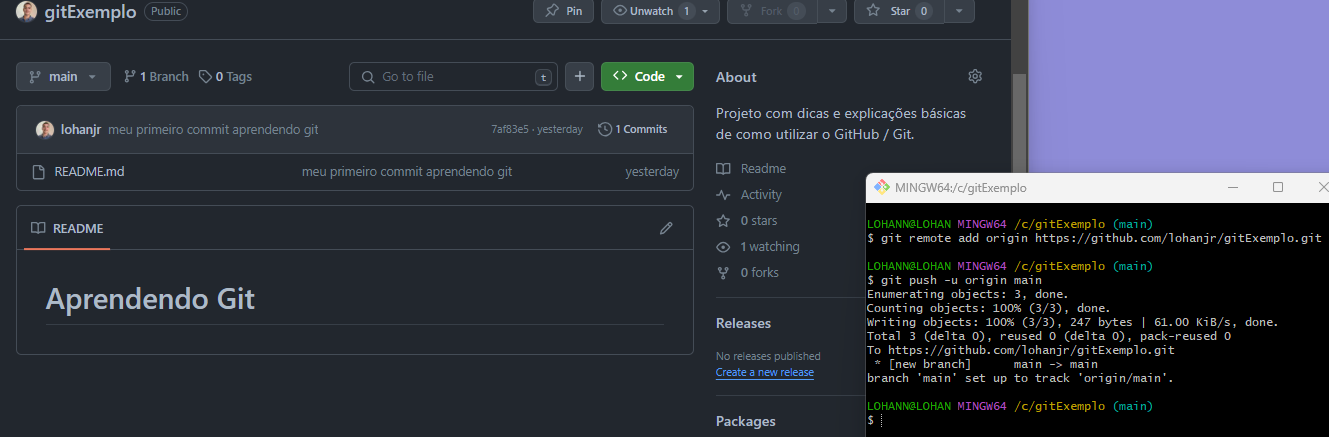 gitExemplo Public
Pin Unwatch 1 Fork 0 Star 0
main 1 Branch 0 Tags Go to file t + Code
lohanjr meu primeiro commit aprendendo git 7af83e5 · yesterday 1 Commits
README.md meu primeiro commit aprendendo git yesterday
README
Aprendendo Git
About
Projeto com dicas e explicações básicas
de como utilizar o GitHub / Git.
Readme
Activity
0 stars
1 watching
0 forks
Releases
No releases published
Create a new release
Packages
MINGW64:/c/gitExemplo
LOHANN@LOHAN MINGW64 /c/gitExemplo (main)
$ git remote add origin https://github.com/lohanjr/gitExemplo.git
LOHANN@LOHAN MINGW64 /c/gitExemplo (main)
$ git push -u origin main
Enumerating objects: 3, done.
Counting objects: 100% (3/3), done.
Writing objects: 100% (3/3), 247 bytes | 61.00 KiB/s, done.
Total 3 (delta 0), reused 0 (delta 0), pack-reused 0
To https://github.com/lohanjr/gitExemplo.git
 * [new branch]      main -> main
branch 'main' set up to track 'origin/main'.
LOHANN@LOHAN MINGW64 /c/gitExemplo (main)
$